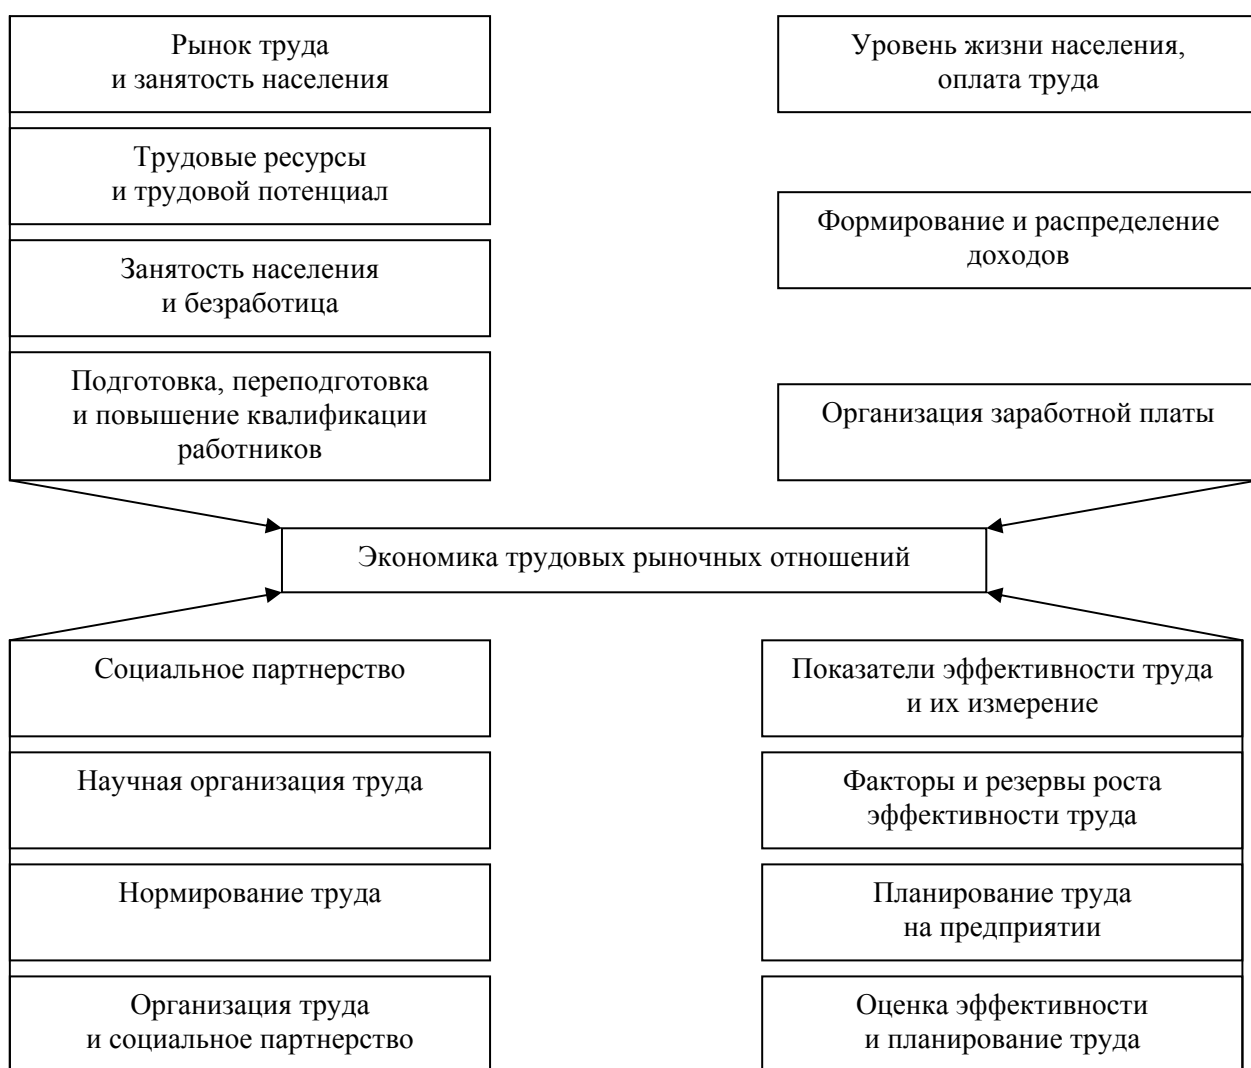 Рынок труда
и занятость населения
Трудовые ресурсы
и трудовой потенциал
Занятость населения
и безработица
Подготовка, переподготовка
и повышение квалификации
работников
Уровень жизни населения,
оплата труда
Формирование и распределение
доходов
Организация заработной платы
Экономика трудовых рыночных отношений
Социальное партнерство
Научная организация труда
Нормирование труда
Организация труда
и социальное партнерство
Показатели эффективности труда
и их измерение
Факторы и резервы роста
эффективности труда
Планирование труда
на предприятии
Оценка эффективности
и планирование труда